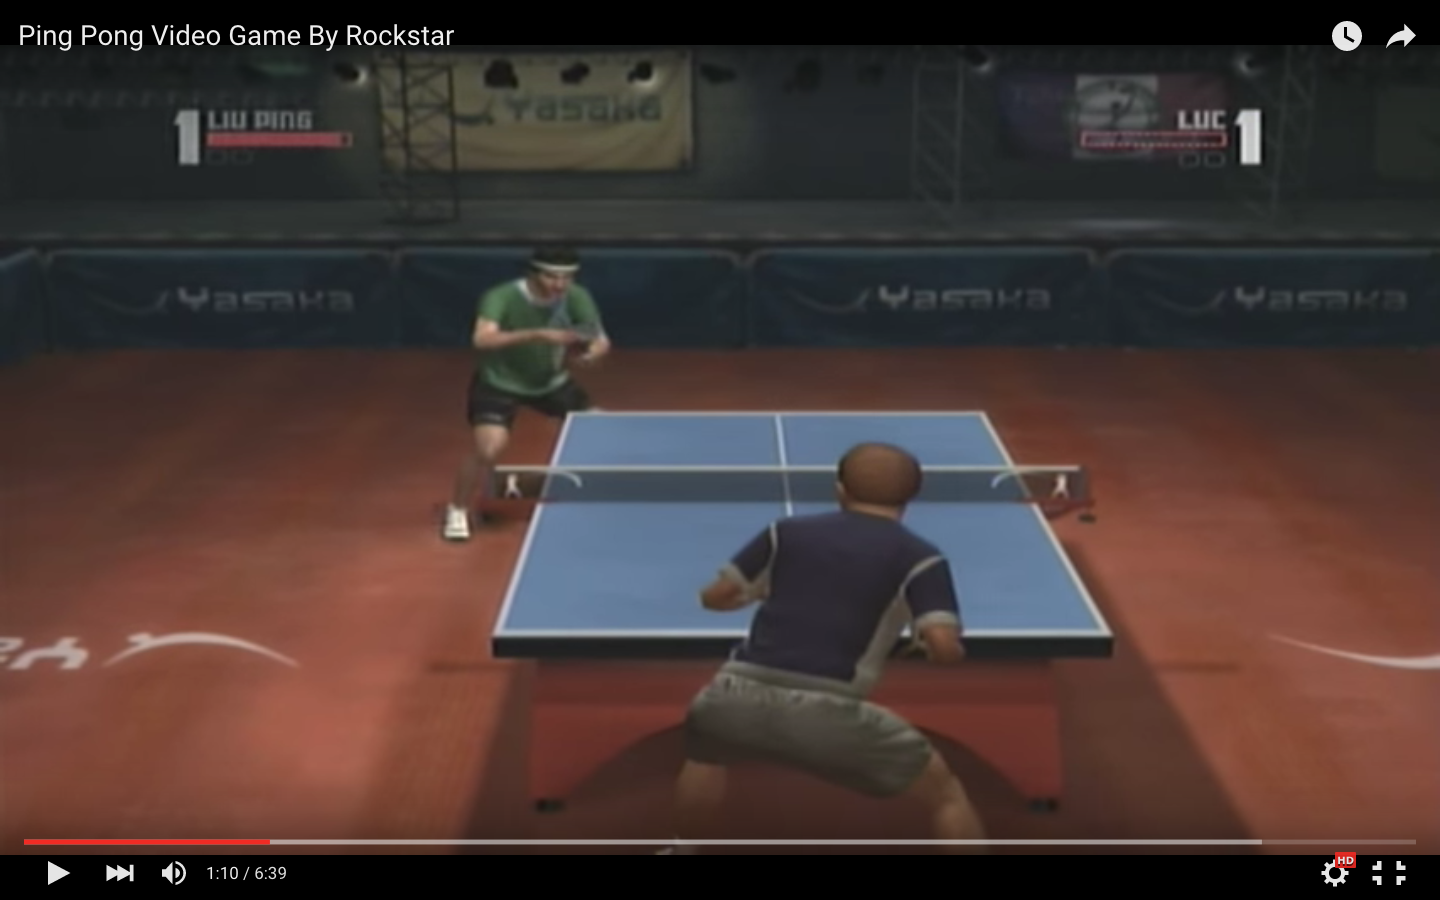 Ping Pong Video Game By Rockstar
1 LIU PING
LUC 1
Yasaka
Yasaka
Yasaka
Yasaka
HD
1:10 / 6:39